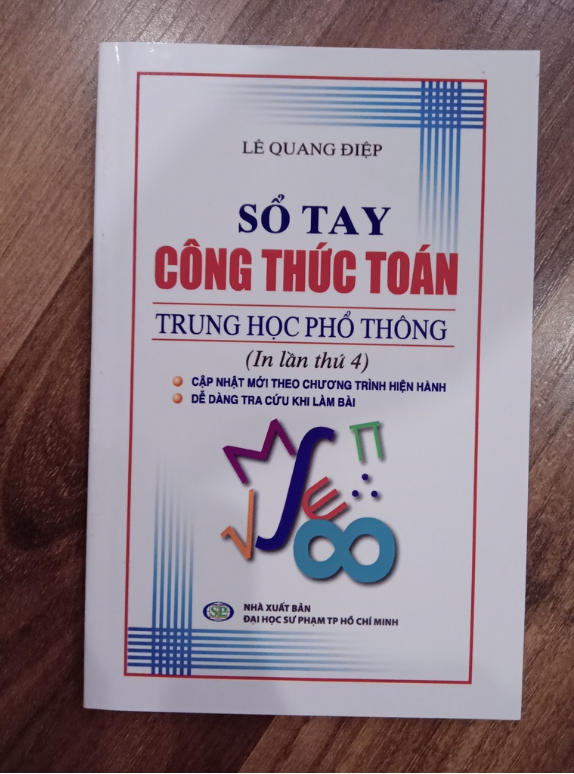 LÊ QUANG ĐIỆP
SỔ TAY
CÔNG THỨC TOÁN
TRUNG HỌC PHỔ THÔNG
(In lần thứ 4)
CẬP NHẬT MỚI THEO CHƯƠNG TRÌNH HIỆN HÀNH
DỄ DÀNG TRA CỨU KHI LÀM BÀI
NHÀ XUẤT BẢN
ĐẠI HỌC SƯ PHẠM TP HỒ CHÍ MINH